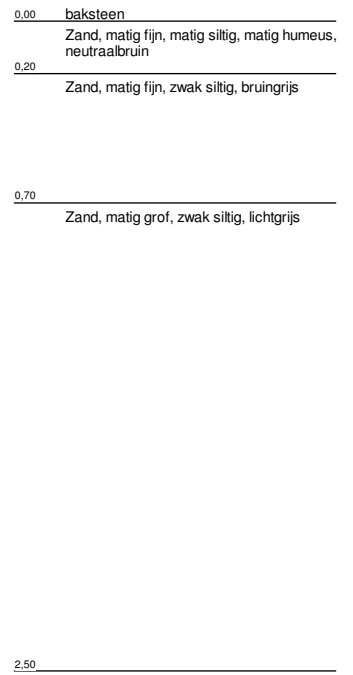 0,00 baksteen
Zand, matig fijn, matig siltig, matig humeus,
neutraalbruin
0,20
Zand, matig fijn, zwak siltig, bruingrijs
0,70
Zand, matig grof, zwak siltig, lichtgrijs
2,50